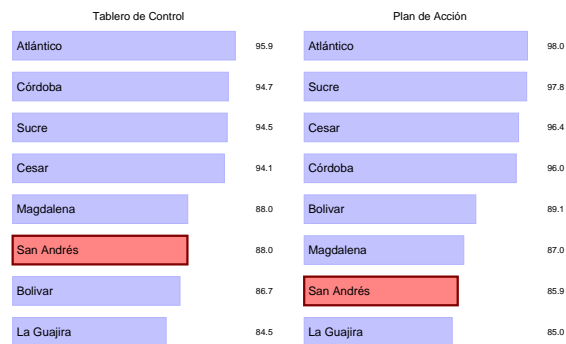 Tablero de Control
Atlántico 95.9
Córdoba 94.7
Sucre 94.5
Cesar 94.1
Magdalena 88.0
San Andrés 88.0
Bolivar 86.7
La Guajira 84.5
Plan de Acción
Atlántico 98.0
Sucre 97.8
Cesar 96.4
Córdoba 96.0
Bolivar 89.1
Magdalena 87.0
San Andrés 85.9
La Guajira 85.0